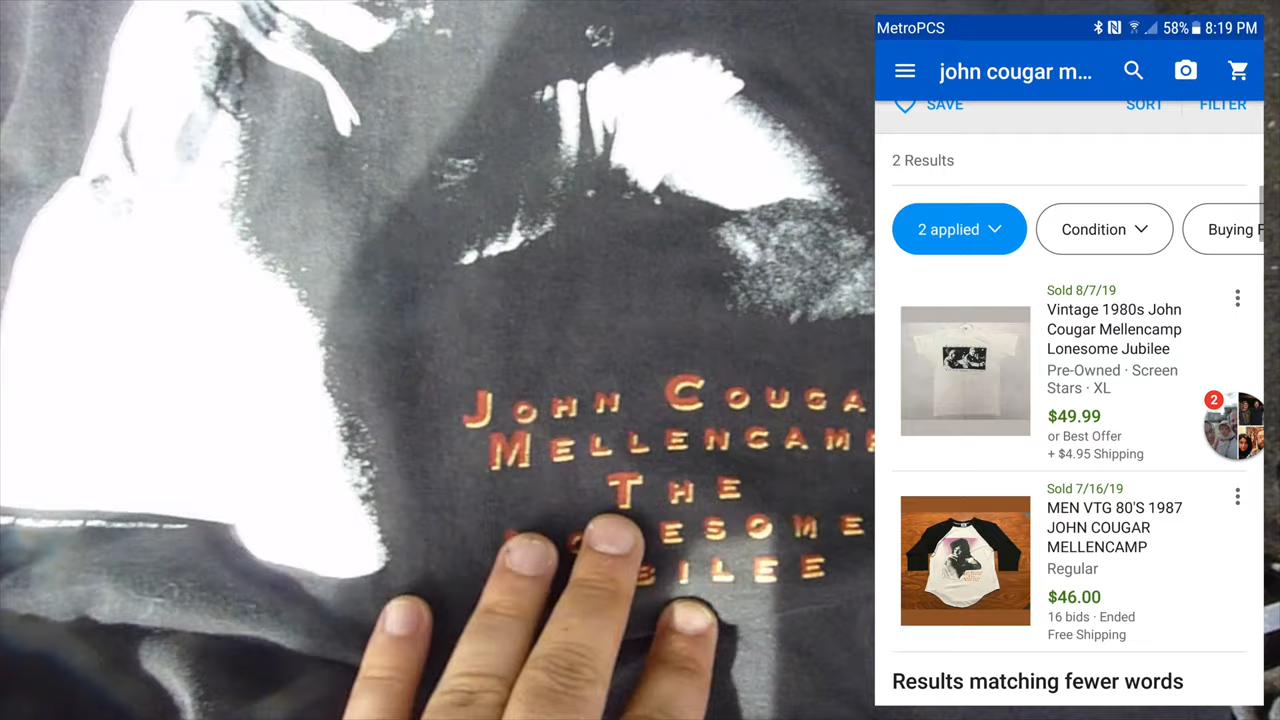 JOHN COUGA
MELLENCAMP
THE
ESOME
BILEE
MetroPCS
58%
8:19 PM
john cougar m...
SAVE
SORT
FILTER
2 Results
2 applied
Condition
Buying F
Sold 8/7/19
Vintage 1980s John
Cougar Mellencamp
Lonesome Jubilee
Pre-Owned · Screen
Stars · XL
$49.99
or Best Offer
+ $4.95 Shipping
2
Sold 7/16/19
MEN VTG 80'S 1987
JOHN COUGAR
MELLENCAMP
Regular
$46.00
16 bids · Ended
Free Shipping
Results matching fewer words